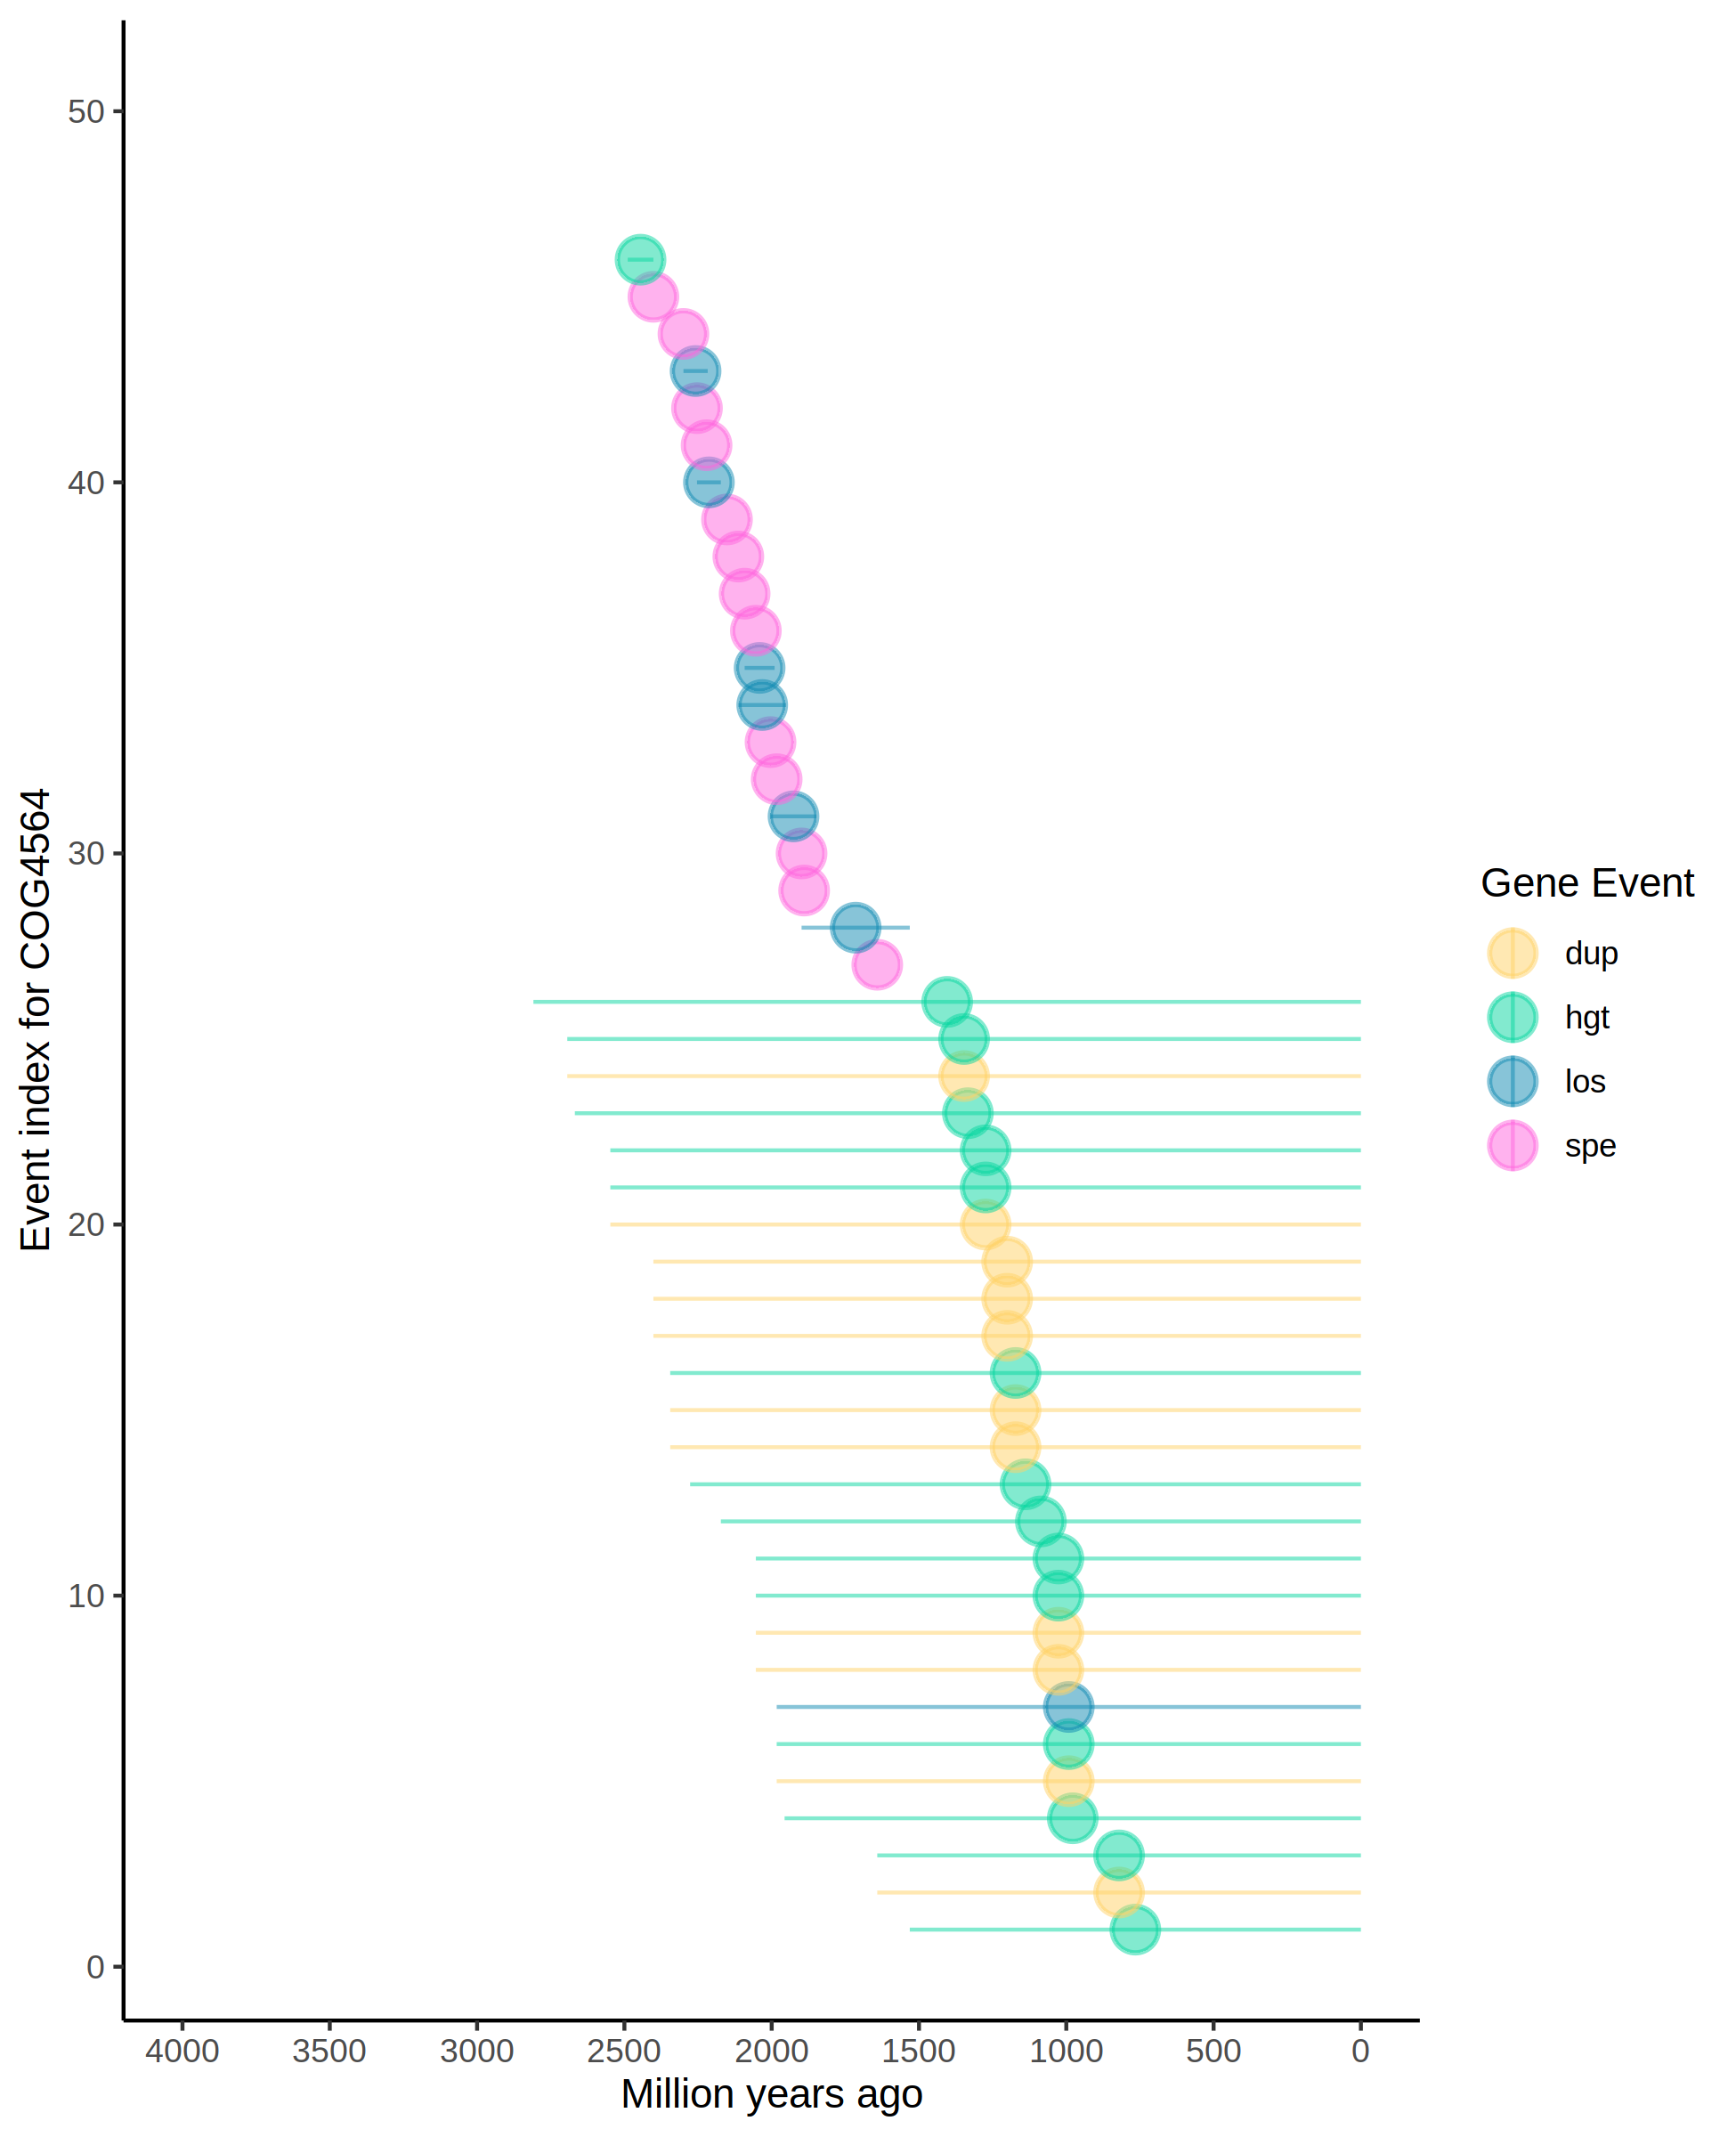 50
40
30
20
10
0
Event index for COG4564
4000 3500 3000 2500 2000 1500 1000 500 0
Million years ago
Gene Event
dup
hgt
los
spe